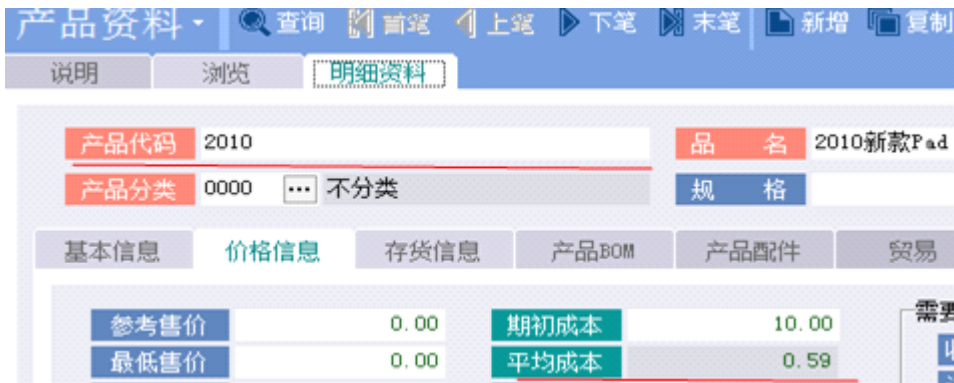 产品资料 查询 首笔 上笔 下笔 末笔 新增 复制
说明 浏览 明细资料
产品代码 2010 品 名 2010新款Pad
产品分类 0000 ... 不分类 规 格
基本信息 价格信息 存货信息 产品BOM 产品配件 贸易
需要
参考售价 0.00 期初成本 10.00
最低售价 0.00 平均成本 0.59